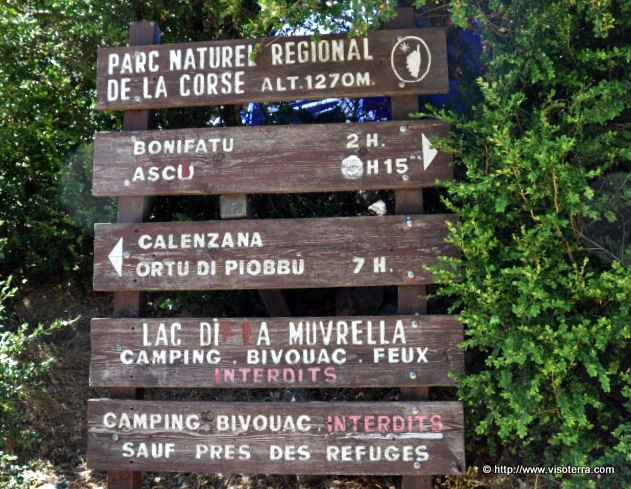 PARC NATUREL RÉGIONAL
DE LA CORSE ALT. 1270M.
BONIFATU 2 H.
ASCU H15
CALENZANA
ORTU DI PIOBBU 7 H.
LAC DI LA MUVRELLA
CAMPING . BIVOUAC . FEUX
INTERDITS
CAMPING BIVOUAC . INTERDITS
SAUF PRES DES REFUGES
© http://www.visoterra.com